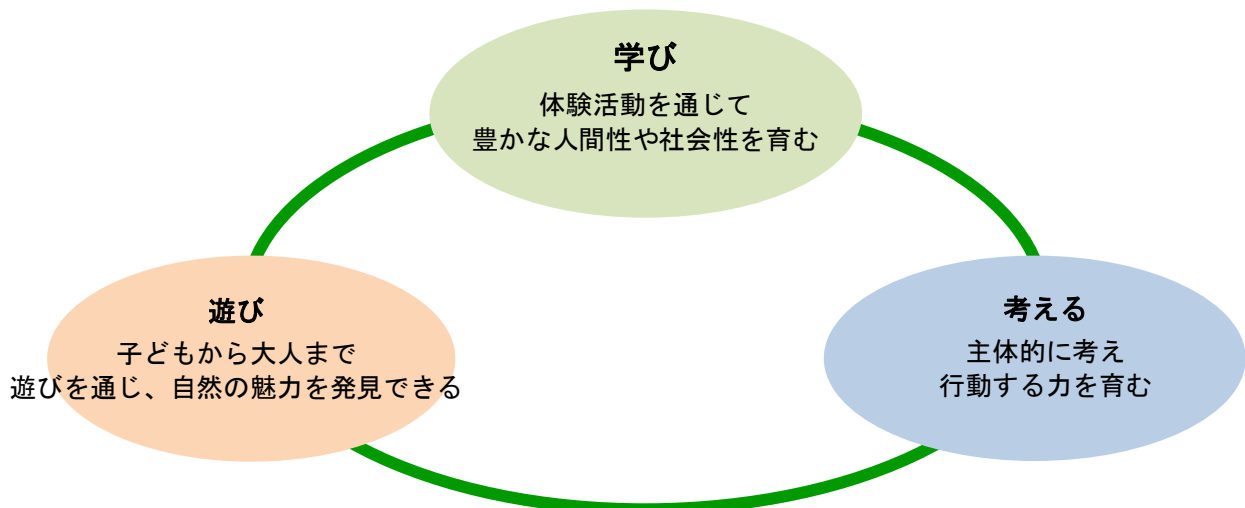 学び
体験活動を通じて
豊かな人間性や社会性を育む
遊び
子どもから大人まで
遊びを通じ、自然の魅力を発見できる
考える
主体的に考え
行動する力を育む